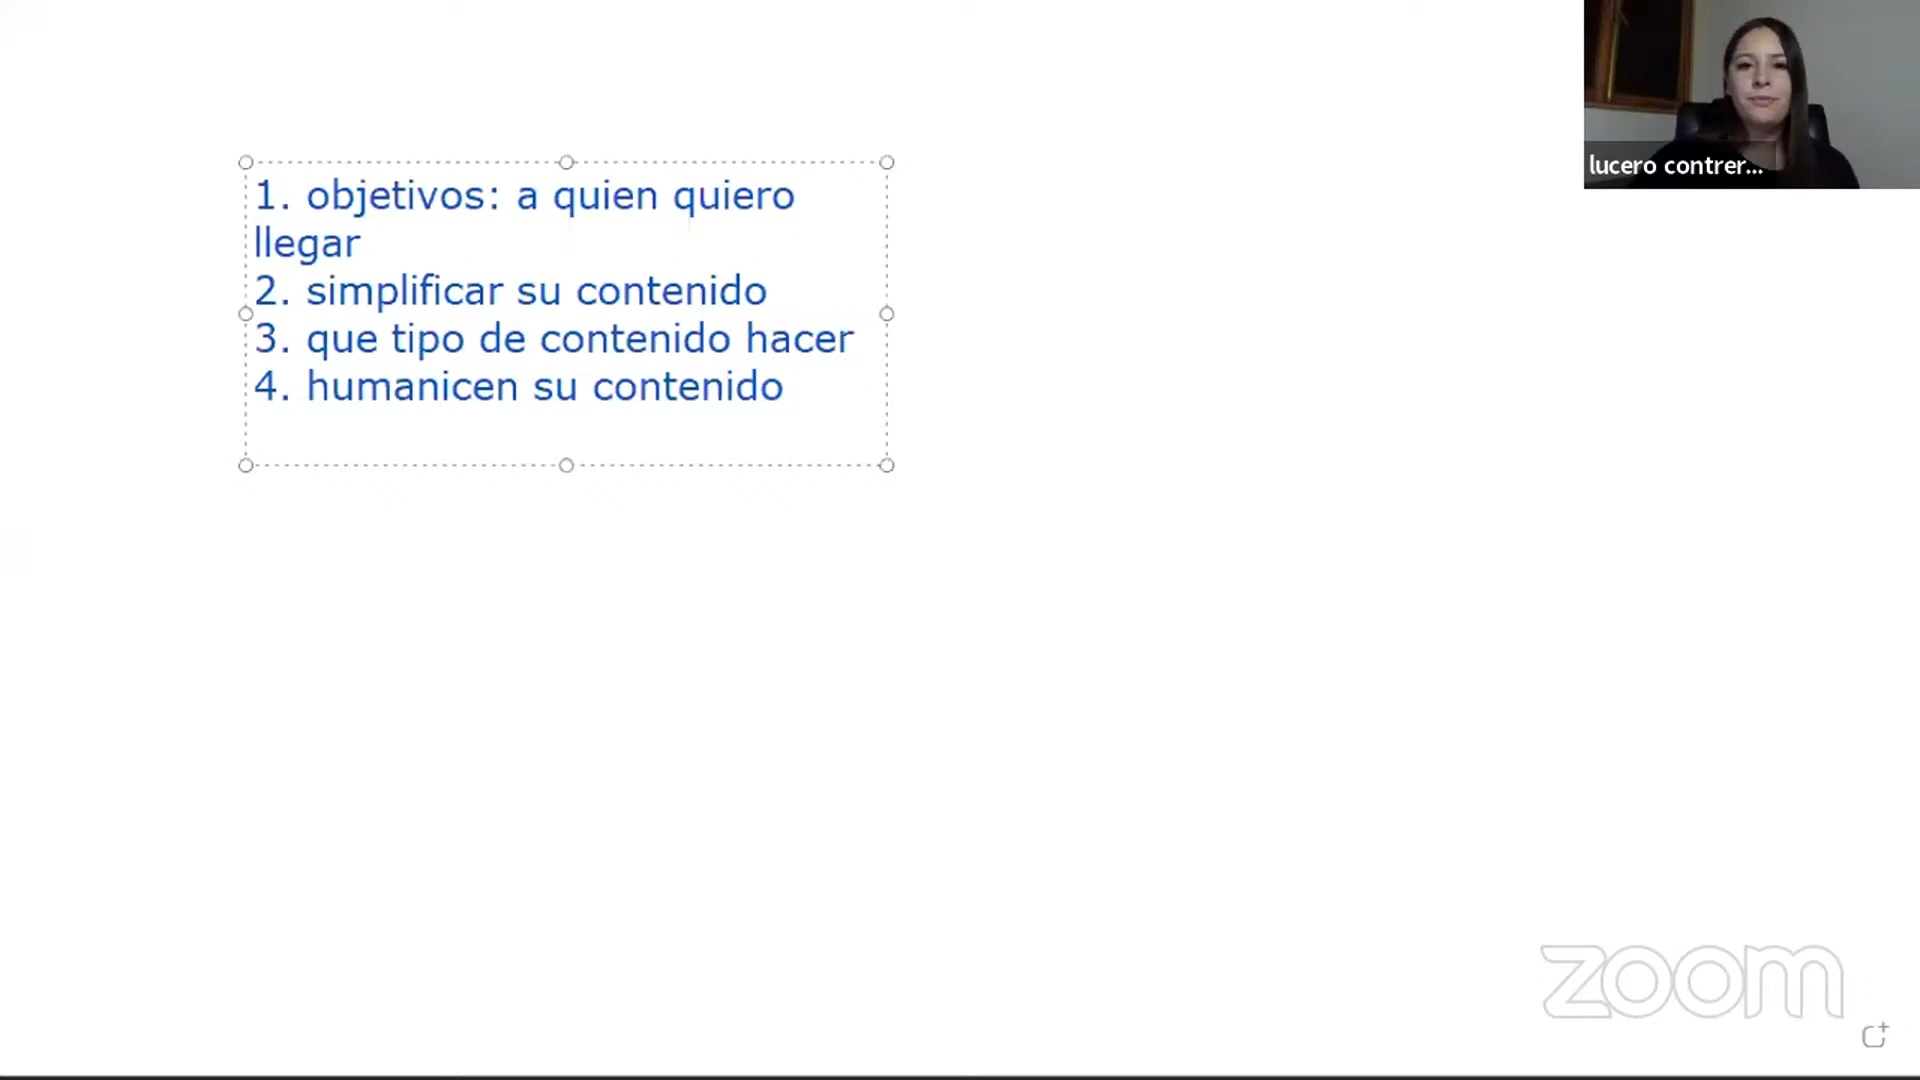 lucero contrer...
1. objetivos: a quien quiero
llegar
2. simplificar su contenido
3. que tipo de contenido hacer
4. humanicen su contenido
zoom